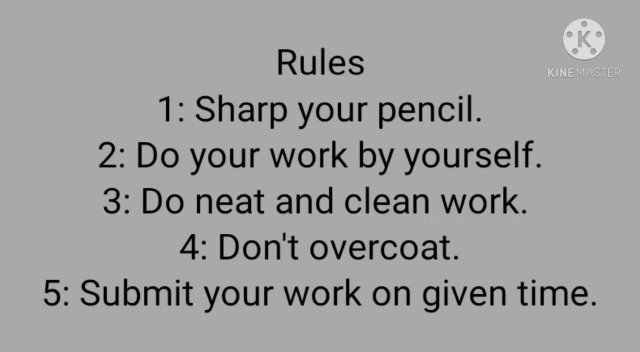 Rules
1: Sharp your pencil.
2: Do your work by yourself.
3: Do neat and clean work.
4: Don't overcoat.
5: Submit your work on given time.
K
KINEMASTER